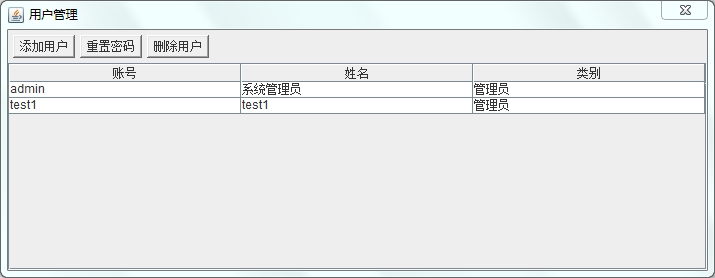 用户管理
添加用户 重置密码 删除用户
账号 姓名 类别
admin 系统管理员 管理员
test1 test1 管理员